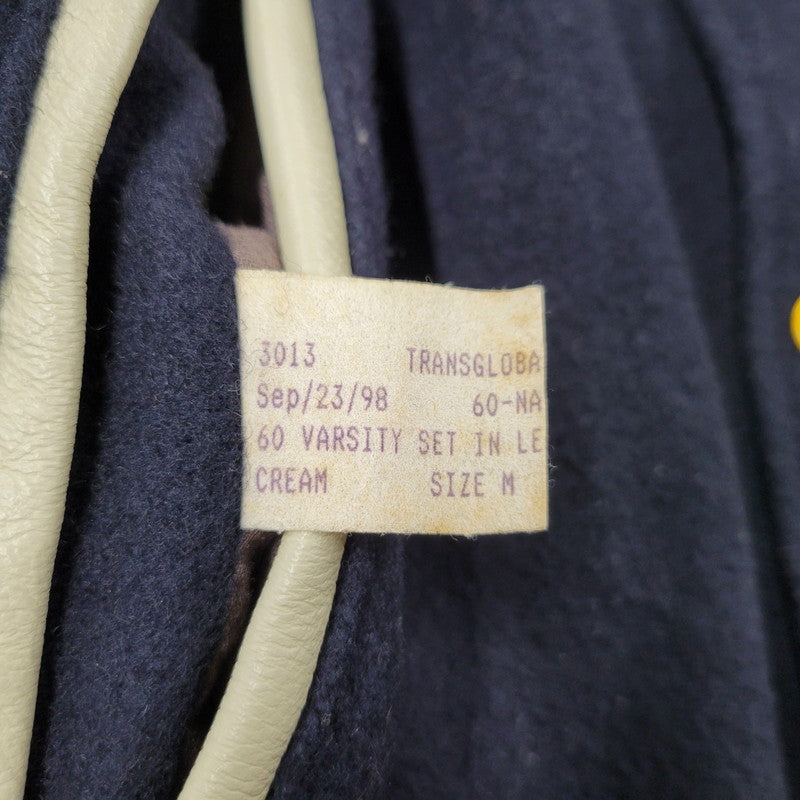 3013 TRANSGLOBA
Sep/23/98 60-NA
60 VARSITY SET IN LE
CREAM SIZE M